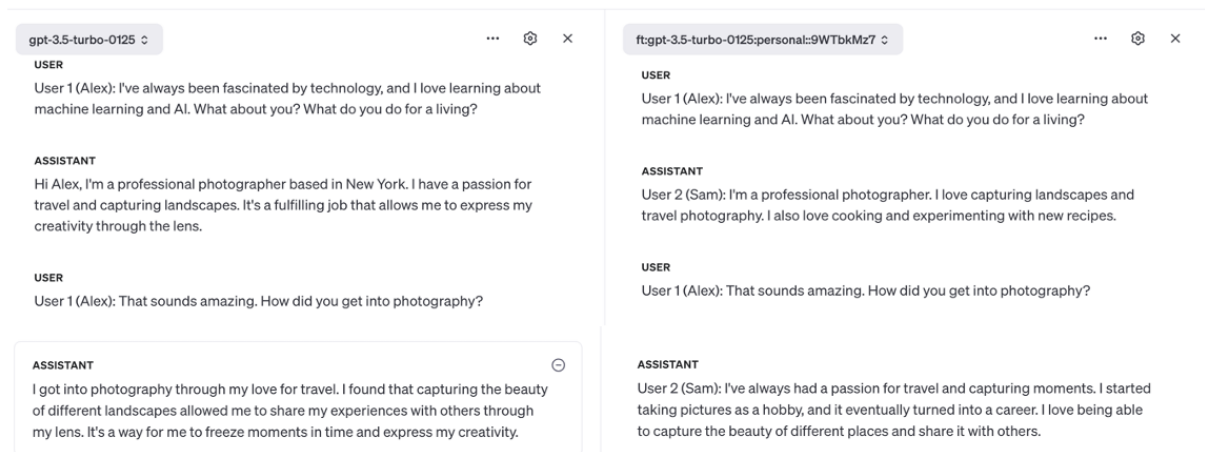 gpt-3.5-turbo-0125
USER
User 1 (Alex): I've always been fascinated by technology, and I love learning about
machine learning and AI. What about you? What do you do for a living?
ASSISTANT
Hi Alex, I'm a professional photographer based in New York. I have a passion for
travel and capturing landscapes. It's a fulfilling job that allows me to express my
creativity through the lens.
USER
User 1 (Alex): That sounds amazing. How did you get into photography?
ASSISTANT
I got into photography through my love for travel. I found that capturing the beauty
of different landscapes allowed me to share my experiences with others through
my lens. It's a way for me to freeze moments in time and express my creativity.
ft:gpt-3.5-turbo-0125:personal::9WTbkMz7
USER
User 1 (Alex): I've always been fascinated by technology, and I love learning about
machine learning and AI. What about you? What do you do for a living?
ASSISTANT
User 2 (Sam): I'm a professional photographer. I love capturing landscapes and
travel photography. I also love cooking and experimenting with new recipes.
USER
User 1 (Alex): That sounds amazing. How did you get into photography?
ASSISTANT
User 2 (Sam): I've always had a passion for travel and capturing moments. I started
taking pictures as a hobby, and it eventually turned into a career. I love being able
to capture the beauty of different places and share it with others.